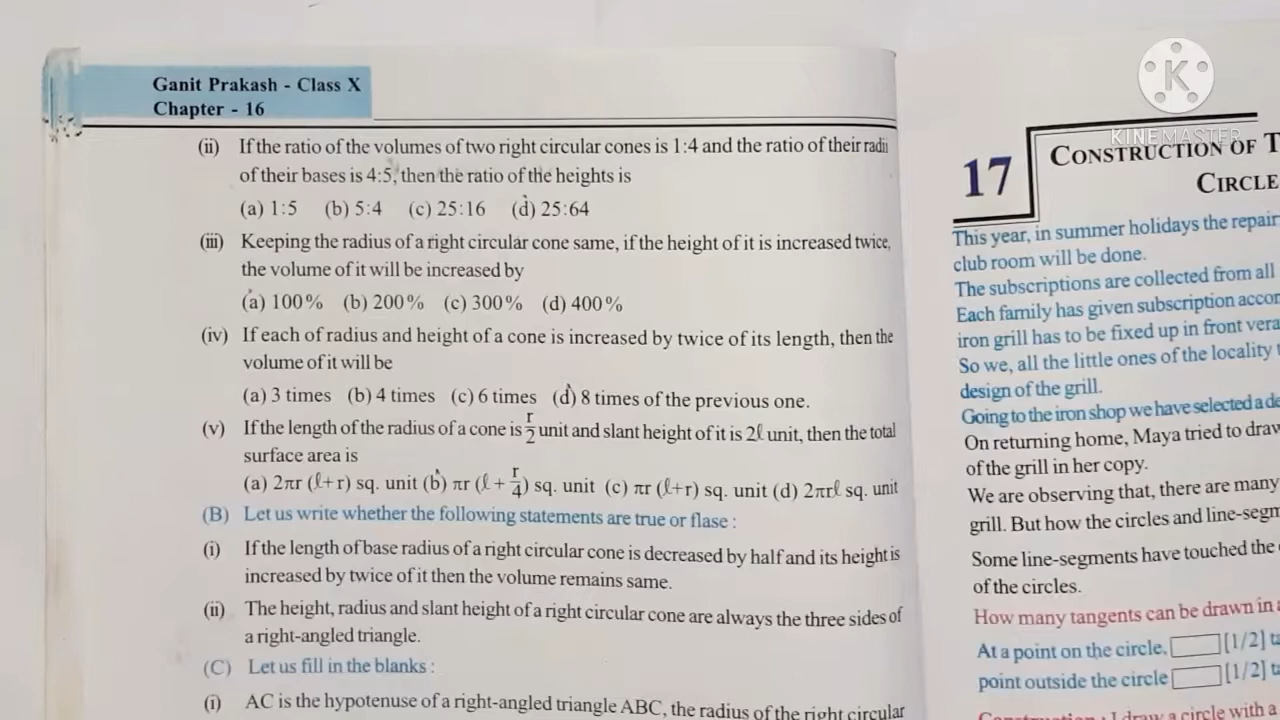 Ganit Prakash - Class X
Chapter - 16
(ii) If the ratio of the volumes of two right circular cones is 1:4 and the ratio of their radii
of their bases is 4:5, then the ratio of the heights is
(a) 1:5 (b) 5:4 (c) 25:16 (d) 25:64
(iii) Keeping the radius of a right circular cone same, if the height of it is increased twice,
the volume of it will be increased by
(a) 100% (b) 200% (c) 300% (d) 400%
(iv) If each of radius and height of a cone is increased by twice of its length, then the
volume of it will be
(a) 3 times (b) 4 times (c) 6 times (d) 8 times of the previous one.
(v) If the length of the radius of a cone is r/2 unit and slant height of it is 2ℓ unit, then the total
surface area is
(a) 2πr (ℓ+r) sq. unit (b) πr (ℓ + r/4) sq. unit (c) πr (ℓ+r) sq. unit (d) 2πrℓ sq. unit
(B) Let us write whether the following statements are true or flase :
(i) If the length of base radius of a right circular cone is decreased by half and its height is
increased by twice of it then the volume remains same.
(ii) The height, radius and slant height of a right circular cone are always the three sides of
a right-angled triangle.
(C) Let us fill in the blanks :
(i) AC is the hypotenuse of a right-angled triangle ABC, the radius of the right circular
K
KINEMASTER
17 CONSTRUCTION OF T
CIRCLE
This year, in summer holidays the repair
club room will be done.
The subscriptions are collected from all
Each family has given subscription accor
iron grill has to be fixed up in front vera
So we, all the little ones of the locality t
design of the grill.
Going to the iron shop we have selected a de
On returning home, Maya tried to draw
of the grill in her copy.
We are observing that, there are many
grill. But how the circles and line-segm
Some line-segments have touched the
of the circles.
How many tangents can be drawn in a
At a point on the circle, [1/2] ta
point outside the circle [1/2] ta
Construction : I draw a circle with a